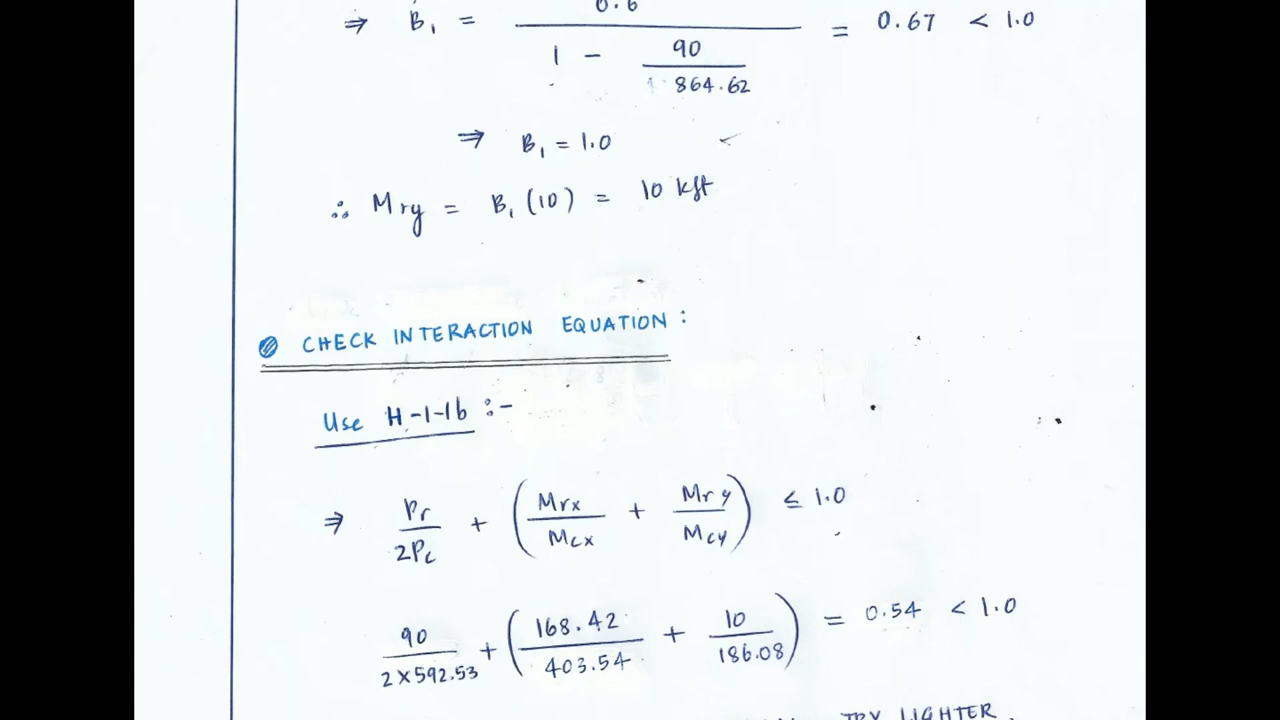 ⇒ B₁ = 0.6 / (1 − 90 / 864.62) = 0.67 < 1.0
⇒ B₁ = 1.0
∴ Mry = B₁ (10) = 10 kft
CHECK INTERACTION EQUATION :
Use H-1-1b :-
⇒ Pr / 2Pc + (Mrx / Mcx + Mry / Mcy) ≤ 1.0
90 / 2×592.53 + (168.42 / 403.54 + 10 / 186.08) = 0.54 < 1.0
TRY LIGHTER